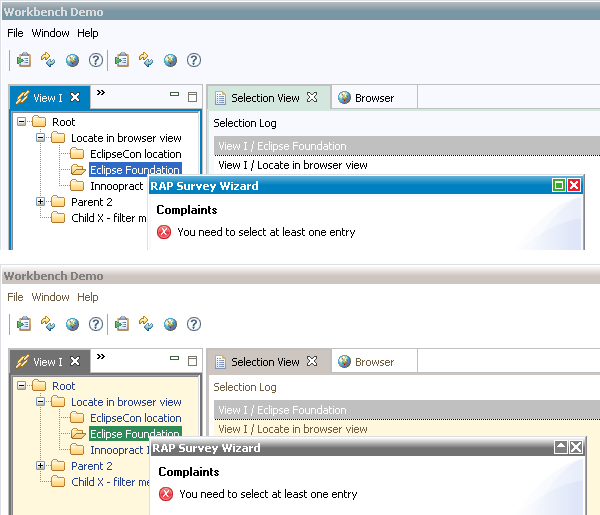 Workbench Demo
File Window Help
View I
Selection View
Browser
Root
Locate in browser view
EclipseCon location
Eclipse Foundation
Innoopract
Parent 2
Child X - filter me
Selection Log
View I / Eclipse Foundation
View I / Locate in browser view
RAP Survey Wizard
Complaints
You need to select at least one entry
Workbench Demo
File Window Help
View I
Selection View
Browser
Root
Locate in browser view
EclipseCon location
Eclipse Foundation
Innoopract
Parent 2
Child X - filter me
Selection Log
View I / Eclipse Foundation
View I / Locate in browser view
RAP Survey Wizard
Complaints
You need to select at least one entry